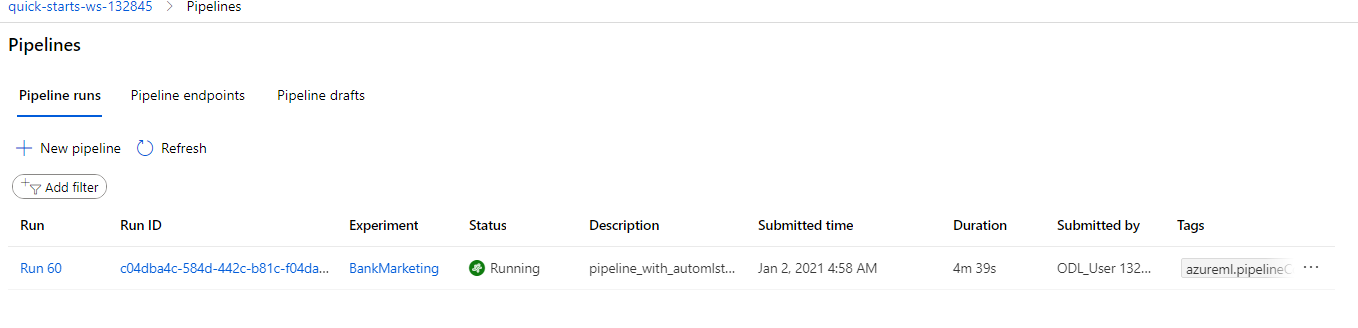 quick-starts-ws-132845 > Pipelines
Pipelines
Pipeline runs Pipeline endpoints Pipeline drafts
New pipeline Refresh
Add filter
Run Run ID Experiment Status Description Submitted time Duration Submitted by Tags
Run 60 c04dba4c-584d-442c-b81c-f04da... BankMarketing Running pipeline_with_automlst... Jan 2, 2021 4:58 AM 4m 39s ODL_User 132... azureml.pipelineC ...